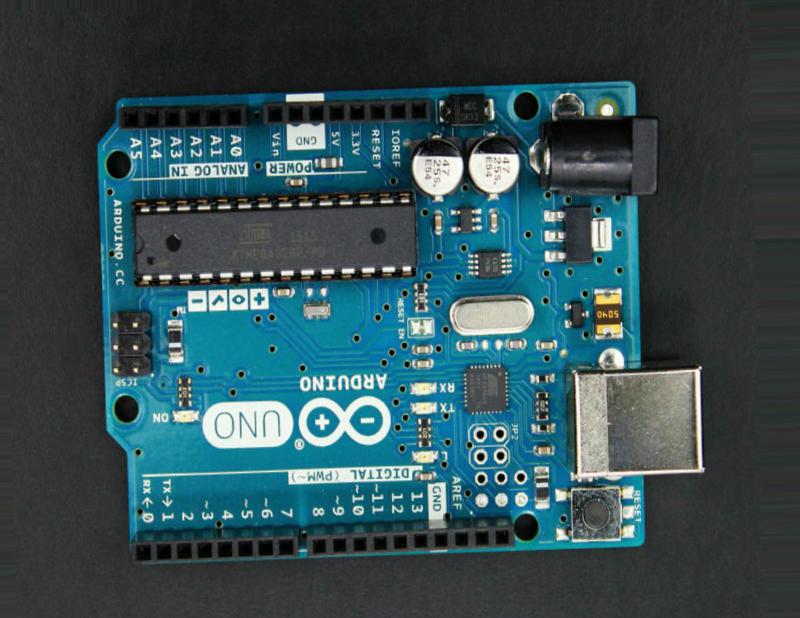 A5 A4 A3 A2 A1 A0
ANALOG IN
Vin GND 5V 3.3V RESET IOREF
POWER
47
25s.
E54
47
25s.
E54
ARDUINO.CC
RESET EN
5040
ICSP
ON
ARDUINO
UNO
®
RX
TX
L
JP2
DIGITAL (PWM~)
RX←0 TX→1 2 ~3 4 ~5 ~6 7 8 ~9 ~10 ~11 12 13 GND AREF
RESET